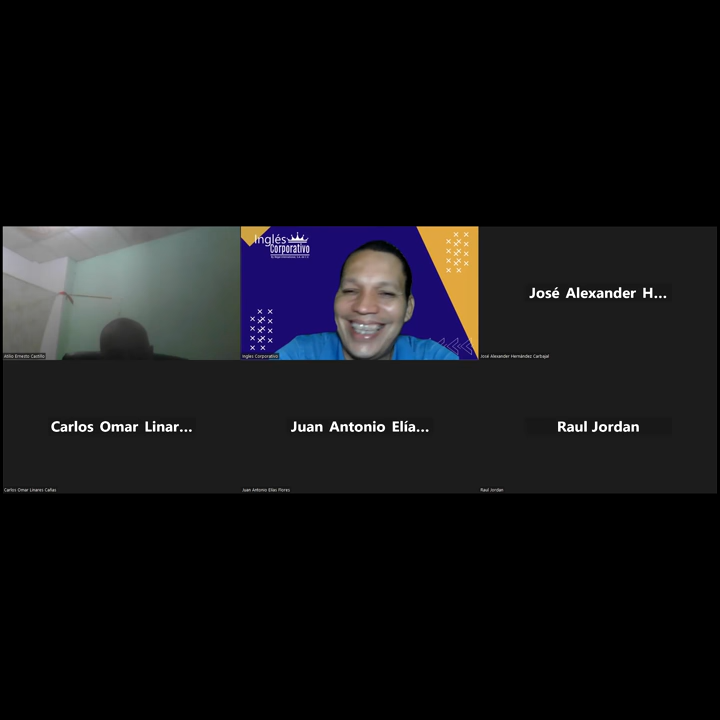 Inglés
Corporativo
José Alexander H...
Atilio Ernesto Castillo
Inglés Corporativo
José Alexander Hernández Carbajal
Carlos Omar Linar...
Juan Antonio Elía...
Raul Jordan
Carlos Omar Linares Cañas
Juan Antonio Elías Flores
Raul Jordan